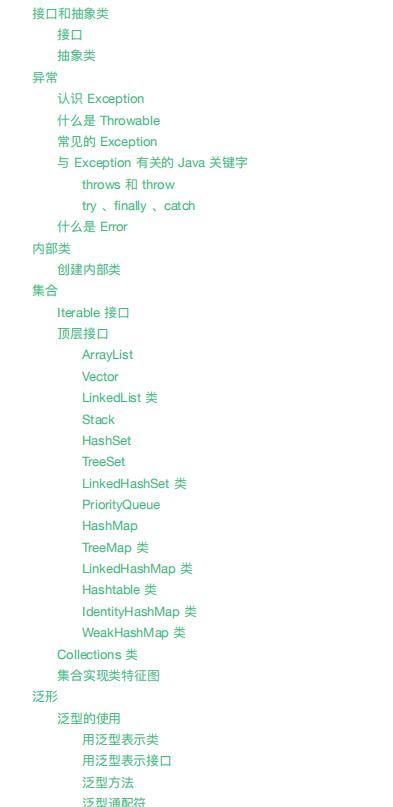 接口和抽象类
接口
抽象类
异常
认识 Exception
什么是 Throwable
常见的 Exception
与 Exception 有关的 Java 关键字
throws 和 throw
try 、finally 、catch
什么是 Error
内部类
创建内部类
集合
Iterable 接口
顶层接口
ArrayList
Vector
LinkedList 类
Stack
HashSet
TreeSet
LinkedHashSet 类
PriorityQueue
HashMap
TreeMap 类
LinkedHashMap 类
Hashtable 类
IdentityHashMap 类
WeakHashMap 类
Collections 类
集合实现类特征图
泛形
泛型的使用
用泛型表示类
用泛型表示接口
泛型方法
泛型通配符